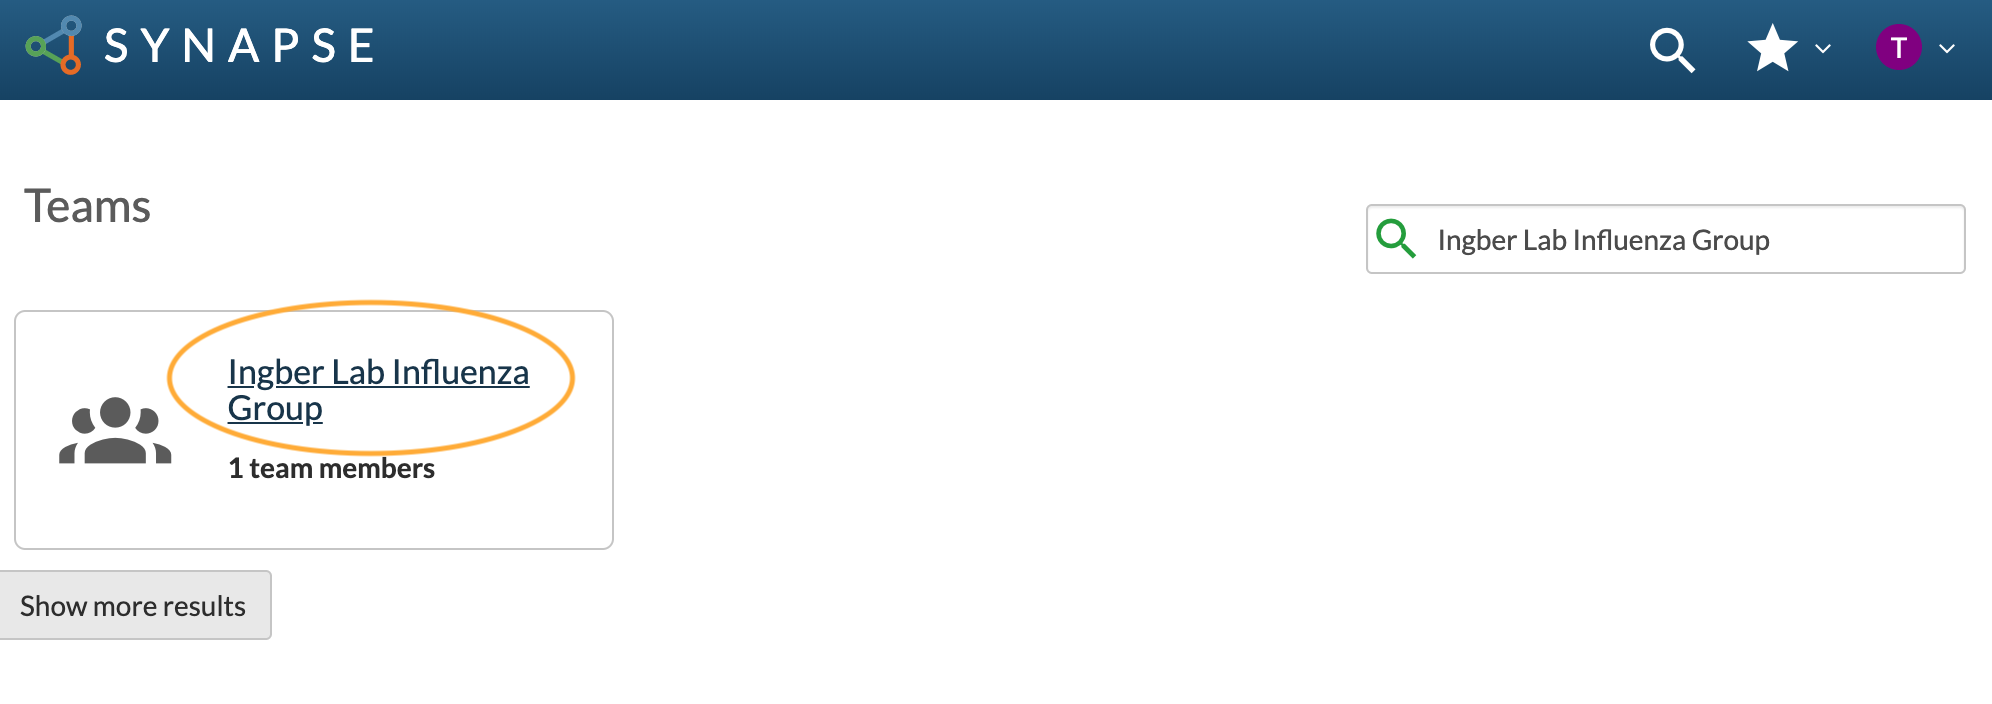 SYNAPSE
T
Teams
Ingber Lab Influenza Group
Ingber Lab Influenza
Group
1 team members
Show more results